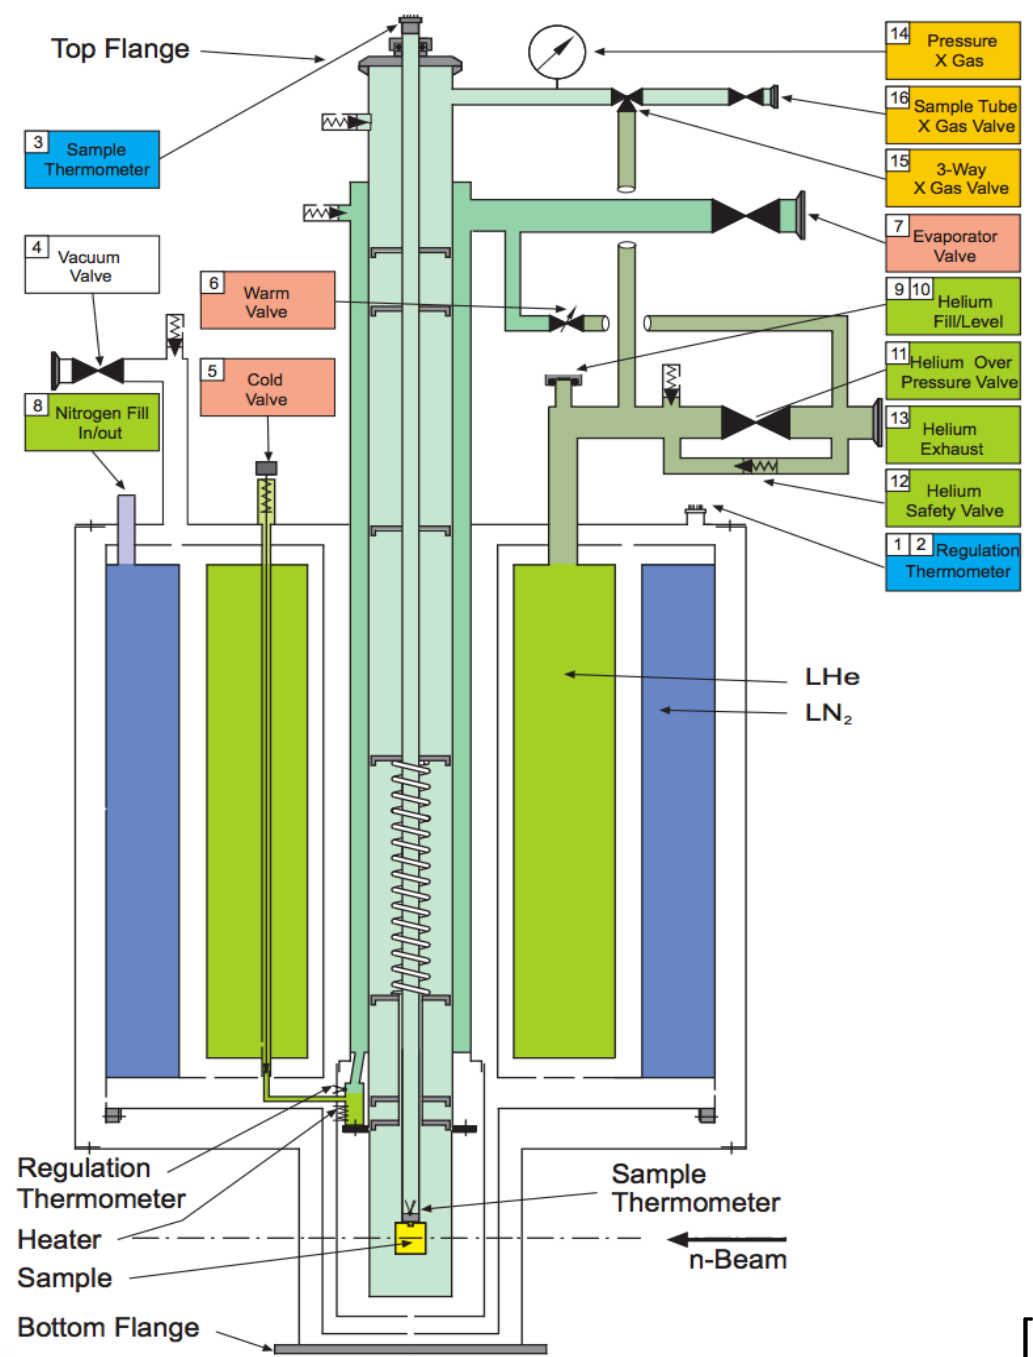 Top Flange
14 Pressure
X Gas
16 Sample Tube
X Gas Valve
3 Sample
Thermometer
15 3-Way
X Gas Valve
7 Evaporator
Valve
4 Vacuum
Valve
6 Warm
Valve
9 10 Helium
Fill/Level
5 Cold
Valve
11 Helium Over
Pressure Valve
8 Nitrogen Fill
In/out
13 Helium
Exhaust
12 Helium
Safety Valve
1 2 Regulation
Thermometer
LHe
LN₂
Regulation
Thermometer
Sample
Thermometer
Heater
n-Beam
Sample
Bottom Flange